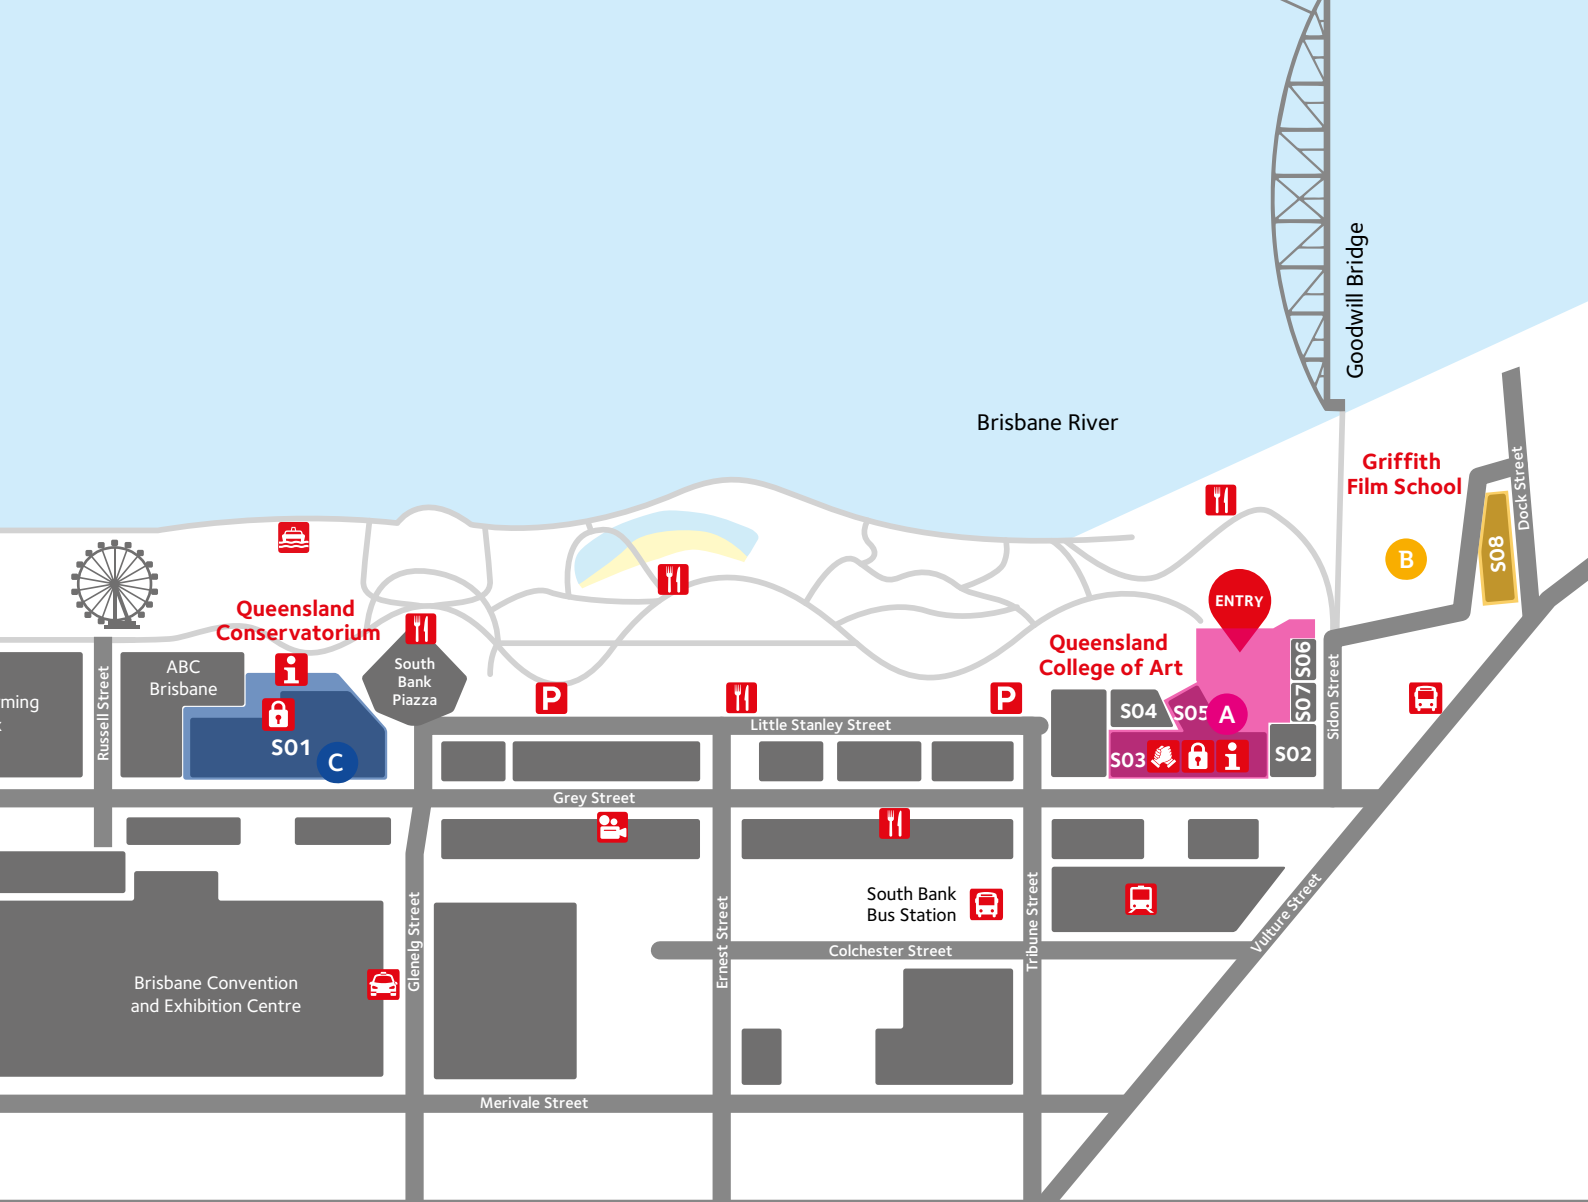 Goodwill Bridge
Brisbane River
Griffith
Film School
Dock Street
B
S08
ENTRY
Queensland
Conservatorium
Queensland
College of Art
ABC
Brisbane
South
Bank
Piazza
ming
Russell Street
S01
C
P
P
Little Stanley Street
S04
S05
A
S06
S07
S03
S02
Sidon Street
Grey Street
South Bank
Bus Station
Vulture Street
Glenelg Street
Ernest Street
Tribune Street
Colchester Street
Brisbane Convention
and Exhibition Centre
Merivale Street